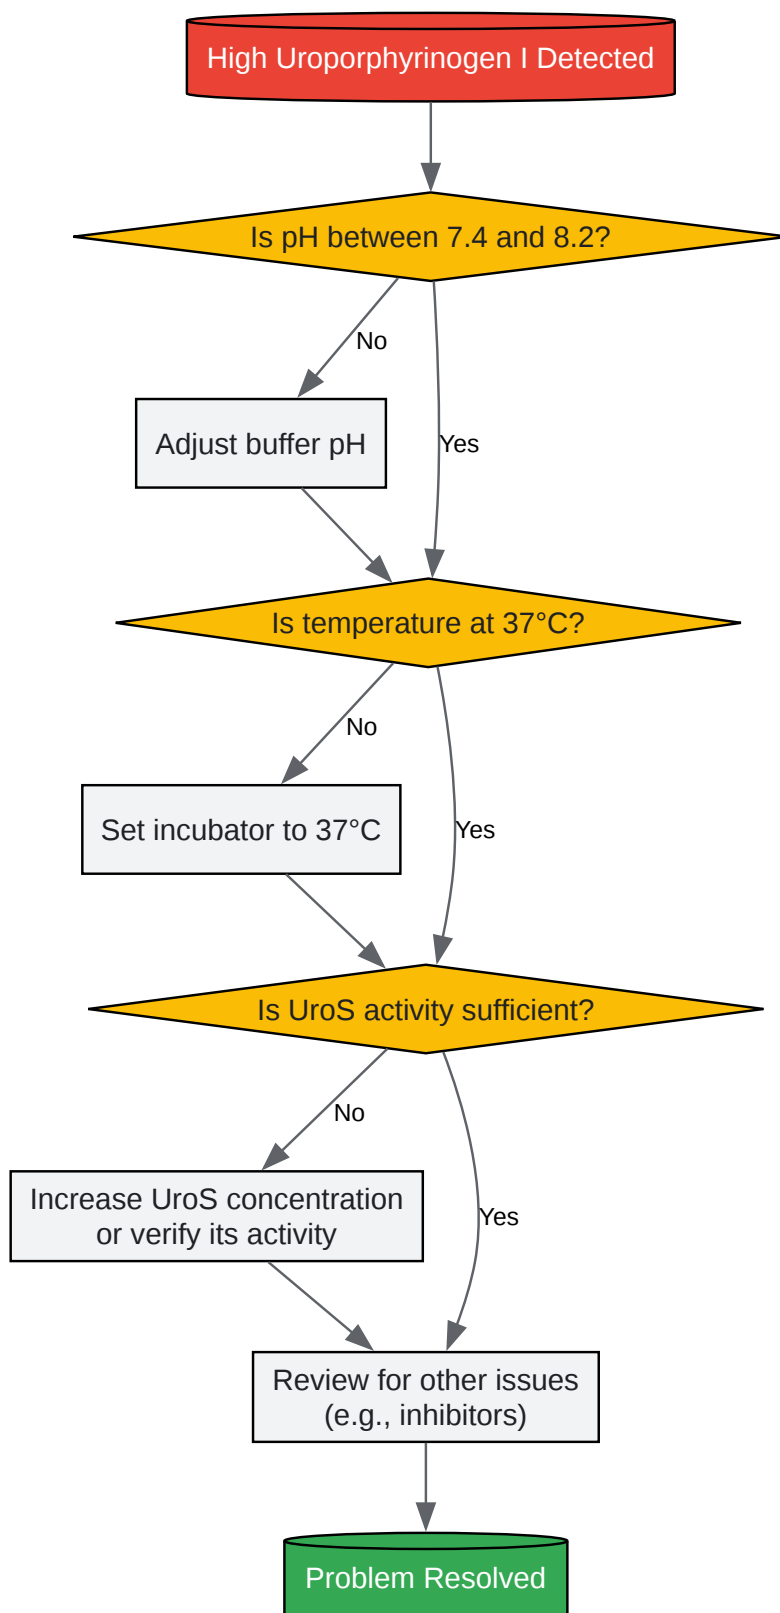 High Uroporphyrinogen I Detected
Is pH between 7.4 and 8.2?
No
Adjust buffer pH
Yes
Is temperature at 37°C?
No
Set incubator to 37°C
Yes
Is UroS activity sufficient?
No
Increase UroS concentration
or verify its activity
Yes
Review for other issues
(e.g., inhibitors)
Problem Resolved